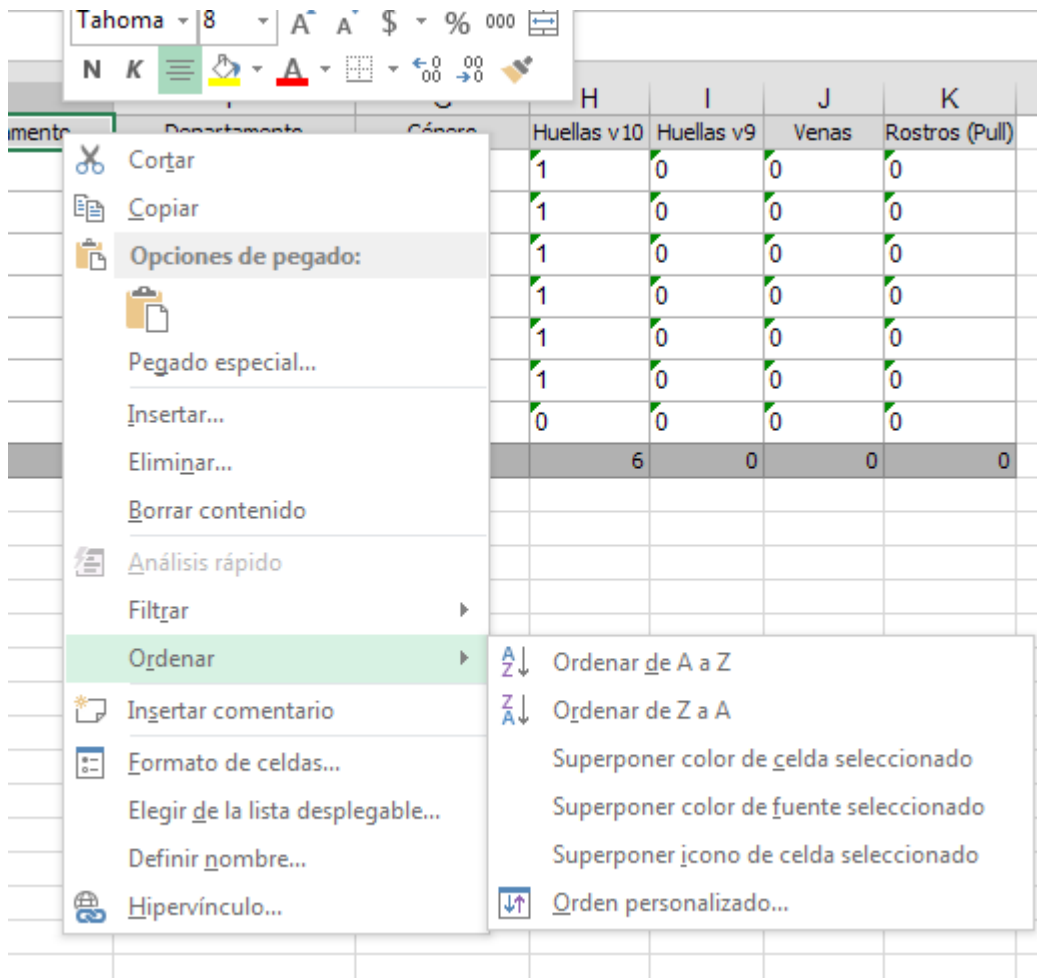 Tahoma 8 A A $ % 000
N K A
H I J K
amento Departamento Género Huellas v10 Huellas v9 Venas Rostros (Pull)
Cortar
1 0 0 0
Copiar
1 0 0 0
Opciones de pegado:
1 0 0 0
1 0 0 0
1 0 0 0
Pegado especial...
1 0 0 0
Insertar...
0 0 0 0
Eliminar...
6 0 0 0
Borrar contenido
Análisis rápido
Filtrar
Ordenar
Ordenar de A a Z
Insertar comentario
Ordenar de Z a A
Formato de celdas...
Superponer color de celda seleccionado
Elegir de la lista desplegable...
Superponer color de fuente seleccionado
Definir nombre...
Superponer icono de celda seleccionado
Hipervínculo...
Orden personalizado...